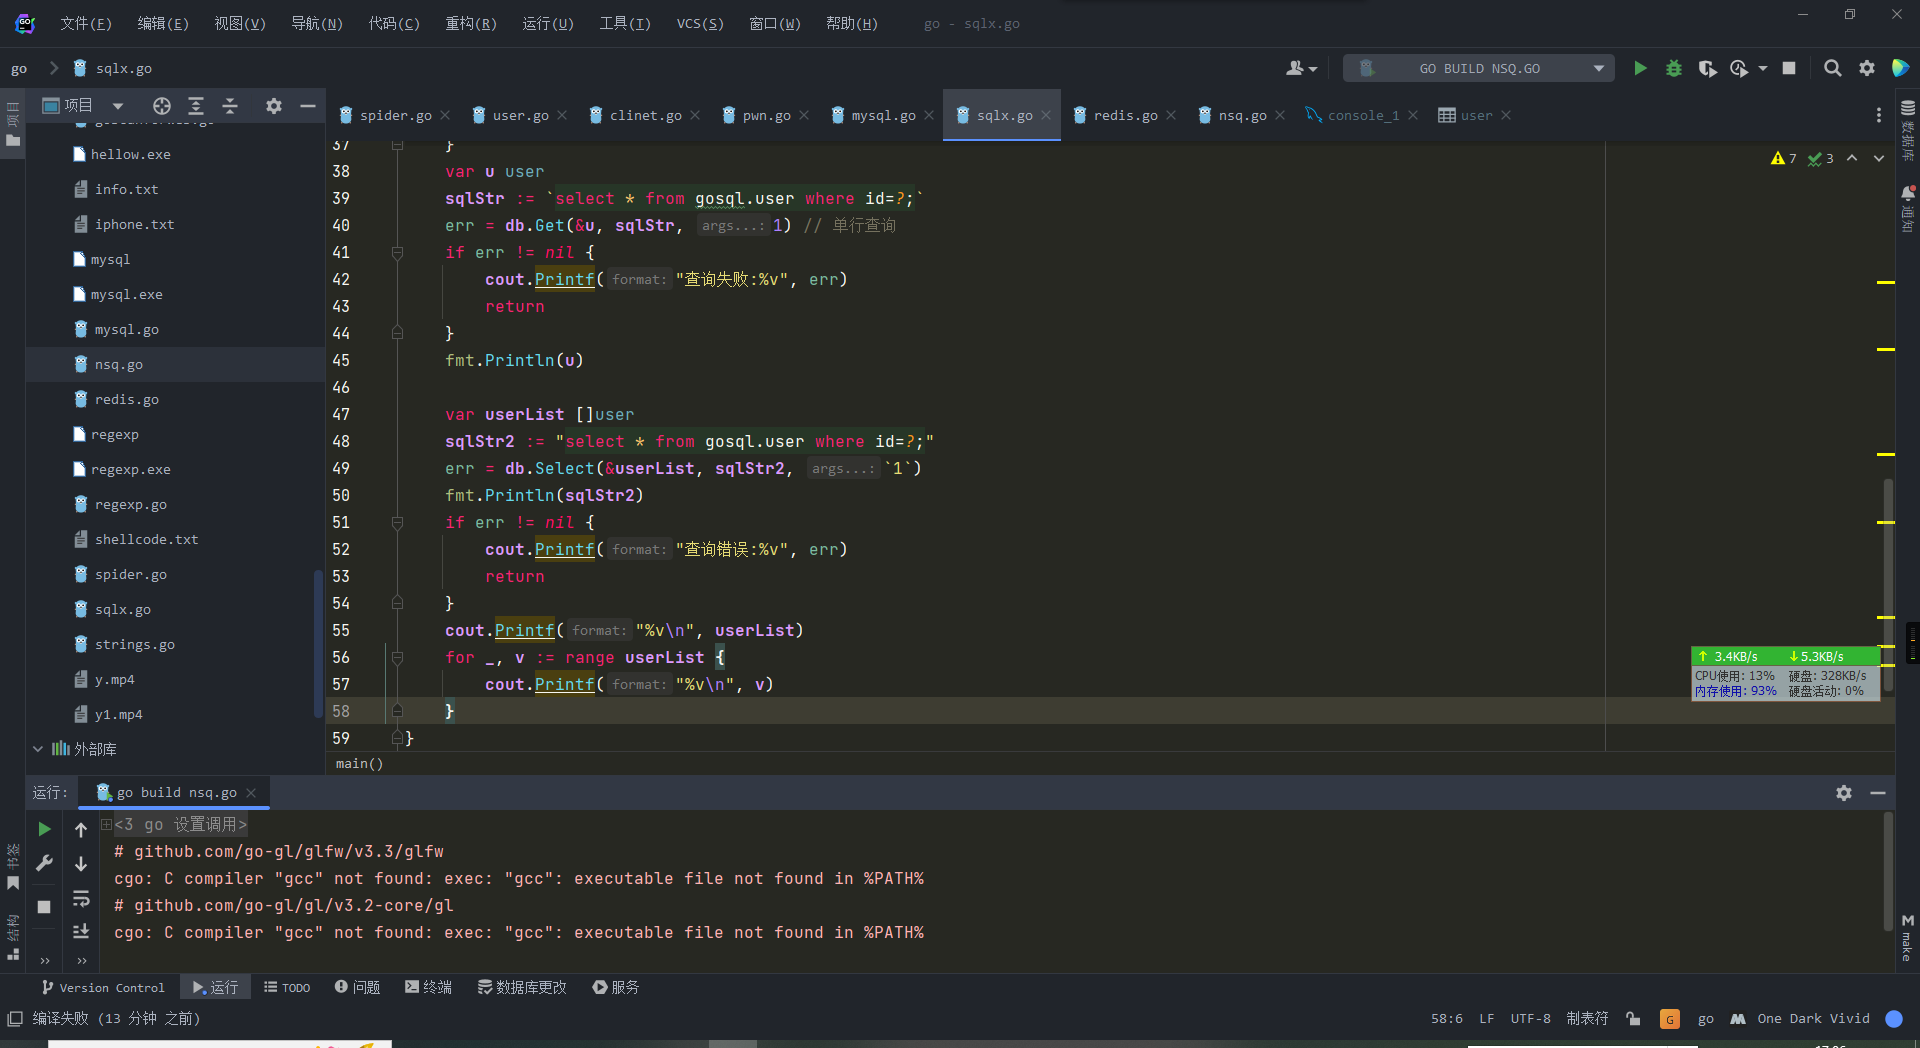 文件(F) 编辑(E) 视图(V) 导航(N) 代码(C) 重构(R) 运行(U) 工具(T) VCS(S) 窗口(W) 帮助(H) go - sqlx.go
go sqlx.go
GO BUILD NSQ.GO
项目
项目
hellow.exe
info.txt
iphone.txt
mysql
mysql.exe
mysql.go
nsq.go
redis.go
regexp
regexp.exe
regexp.go
shellcode.txt
spider.go
sqlx.go
strings.go
y.mp4
y1.mp4
外部库
spider.go user.go clinet.go pwn.go mysql.go sqlx.go redis.go nsq.go console_1 user
7 3
37 }
38 var u user
39 sqlStr := `select * from gosql.user where id=?;`
40 err = db.Get(&u, sqlStr, args...: 1) // 单行查询
41 if err != nil {
42 cout.Printf( format: "查询失败:%v", err)
43 return
44 }
45 fmt.Println(u)
46
47 var userList []user
48 sqlStr2 := "select * from gosql.user where id=?;"
49 err = db.Select(&userList, sqlStr2, args...: `1`)
50 fmt.Println(sqlStr2)
51 if err != nil {
52 cout.Printf( format: "查询错误:%v", err)
53 return
54 }
55 cout.Printf( format: "%v\n", userList)
56 for _, v := range userList {
57 cout.Printf( format: "%v\n", v)
58 }
59 }
main()
数据库
通知
make
↑ 3.4KB/s ↓5.3KB/s
CPU使用: 13% 硬盘: 328KB/s
内存使用: 93% 硬盘活动: 0%
运行: go build nsq.go
<3 go 设置调用>
# github.com/go-gl/glfw/v3.3/glfw
cgo: C compiler "gcc" not found: exec: "gcc": executable file not found in %PATH%
# github.com/go-gl/gl/v3.2-core/gl
cgo: C compiler "gcc" not found: exec: "gcc": executable file not found in %PATH%
书签
结构
Version Control 运行 TODO 问题 终端 数据库更改 服务
编译失败 (13 分钟 之前)
58:6 LF UTF-8 制表符 G go One Dark Vivid